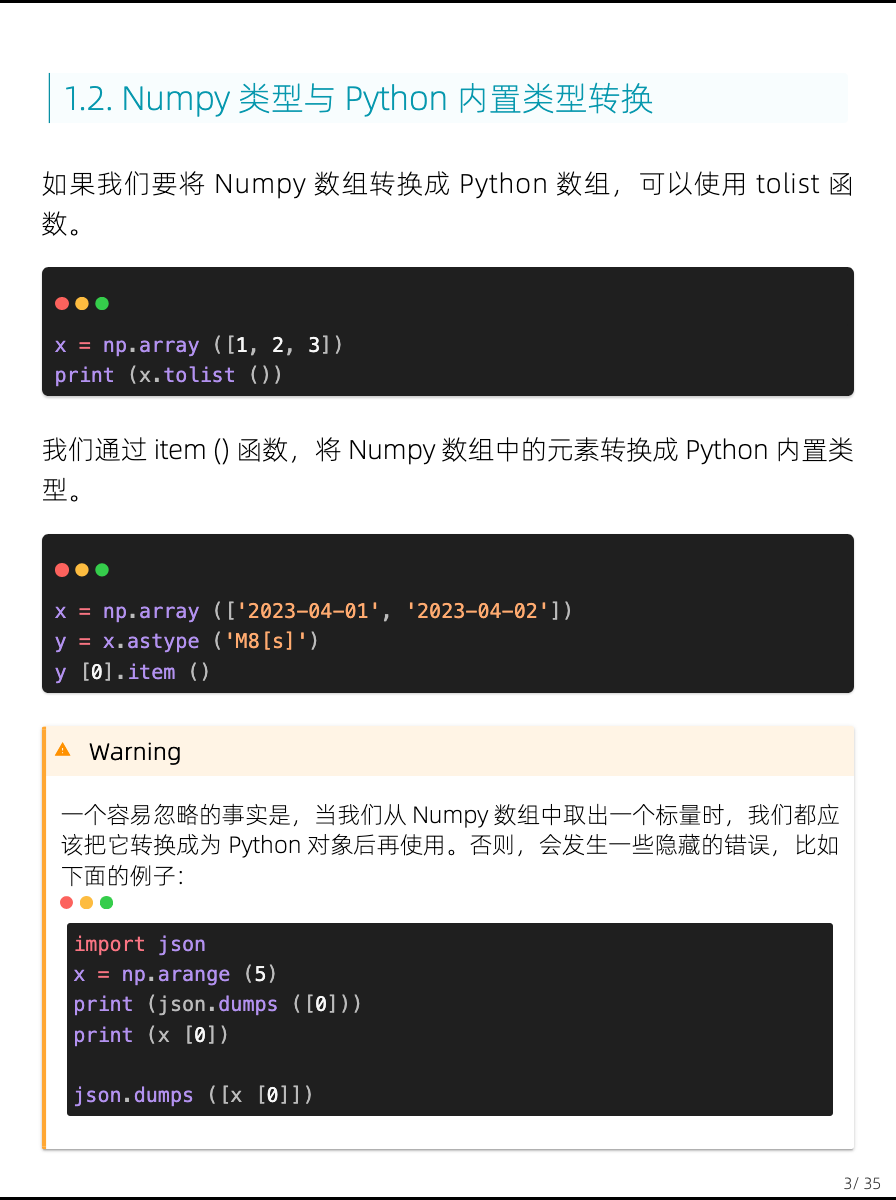 1.2. Numpy 类型与 Python 内置类型转换
如果我们要将 Numpy 数组转换成 Python 数组，可以使用 tolist 函
数。
x = np.array ([1, 2, 3])
print (x.tolist ())
我们通过 item () 函数，将 Numpy 数组中的元素转换成 Python 内置类
型。
x = np.array (['2023-04-01', '2023-04-02'])
y = x.astype ('M8[s]')
y [0].item ()
Warning
一个容易忽略的事实是，当我们从 Numpy 数组中取出一个标量时，我们都应
该把它转换成为 Python 对象后再使用。否则，会发生一些隐藏的错误，比如
下面的例子：
import json
x = np.arange (5)
print (json.dumps ([0]))
print (x [0])
json.dumps ([x [0]])
3/ 35